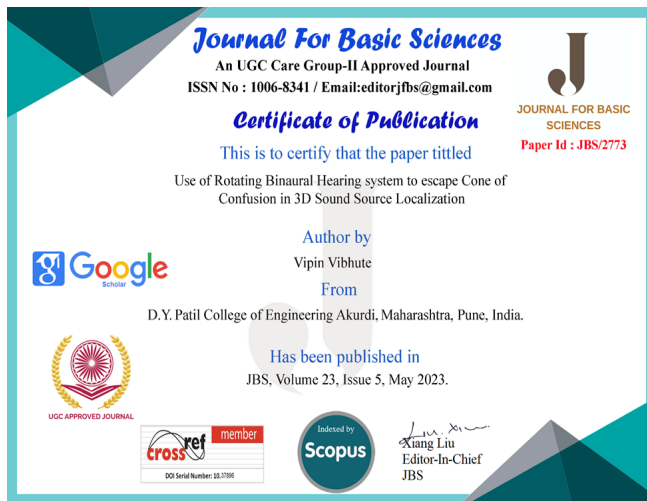 Journal For Basic Sciences
An UGC Care Group-II Approved Journal
ISSN No : 1006-8341 / Email:editorjfbs@gmail.com
JOURNAL FOR BASIC
SCIENCES
Paper Id : JBS/2773
Certificate of Publication
This is to certify that the paper tittled
Use of Rotating Binaural Hearing system to escape Cone of
Confusion in 3D Sound Source Localization
Author by
Vipin Vibhute
From
D.Y. Patil College of Engineering Akurdi, Maharashtra, Pune, India.
Has been published in
JBS, Volume 23, Issue 5, May 2023.
g Google
Scholar
UGC APPROVED JOURNAL
crossref
member
DOI Serial Number: 10.37896
Indexed by
Scopus
Xiang Liu
Editor-In-Chief
JBS